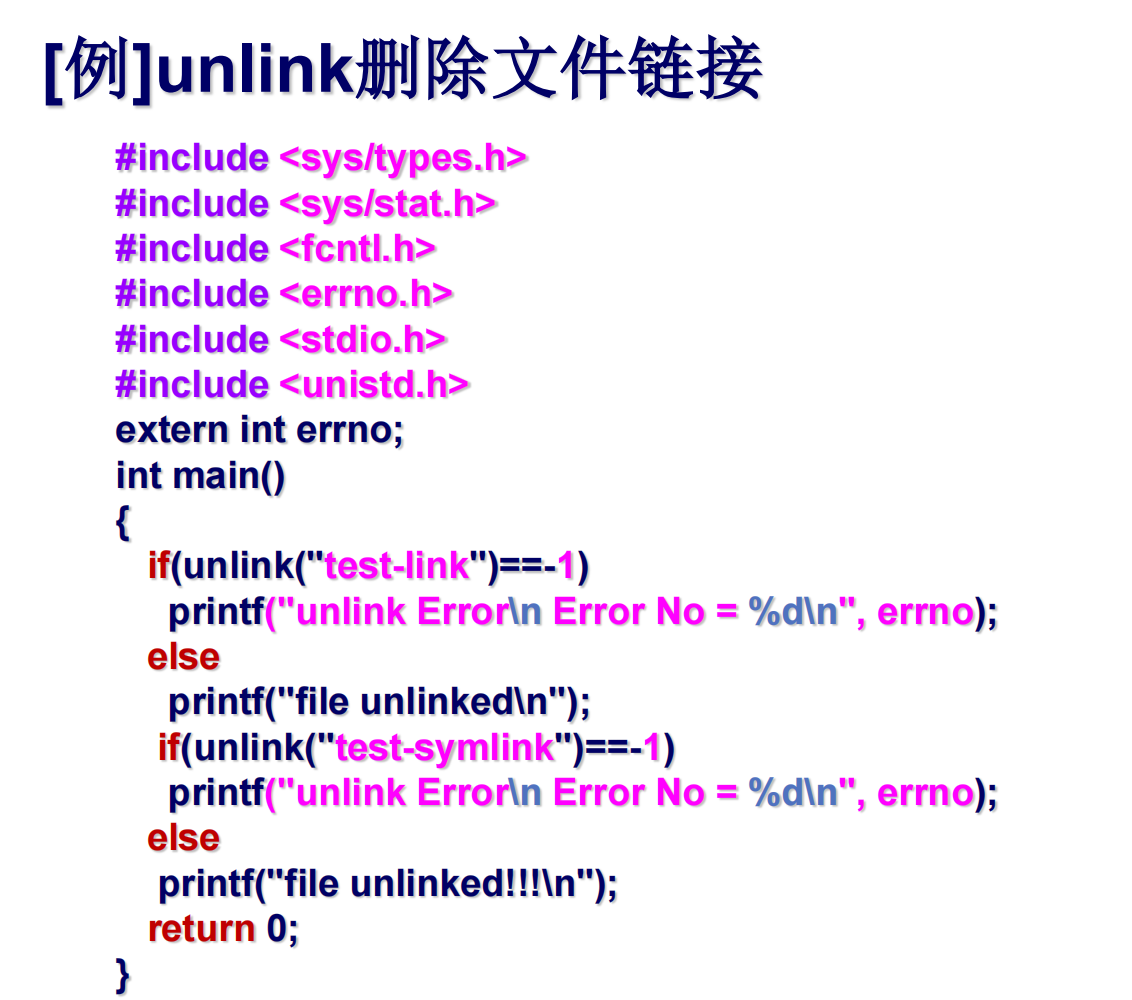 [例]unlink删除文件链接
#include <sys/types.h>
#include <sys/stat.h>
#include <fcntl.h>
#include <errno.h>
#include <stdio.h>
#include <unistd.h>
extern int errno;
int main()
{
if(unlink("test-link")==-1)
printf("unlink Error\n Error No = %d\n", errno);
else
printf("file unlinked\n");
if(unlink("test-symlink")==-1)
printf("unlink Error\n Error No = %d\n", errno);
else
printf("file unlinked!!!\n");
return 0;
}